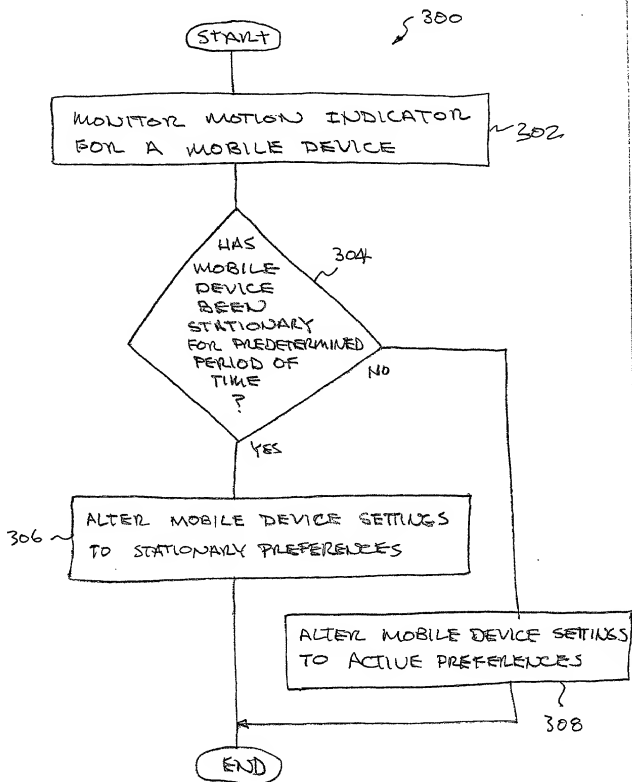 START
300
MONITOR MOTION INDICATOR
FOR A MOBILE DEVICE
302
HAS
MOBILE
DEVICE
BEEN
STATIONARY
FOR PREDETERMINED
PERIOD OF
TIME
?
304
NO
YES
306
ALTER MOBILE DEVICE SETTINGS
TO STATIONARY PREFERENCES
ALTER MOBILE DEVICE SETTINGS
TO ACTIVE PREFERENCES
308
END